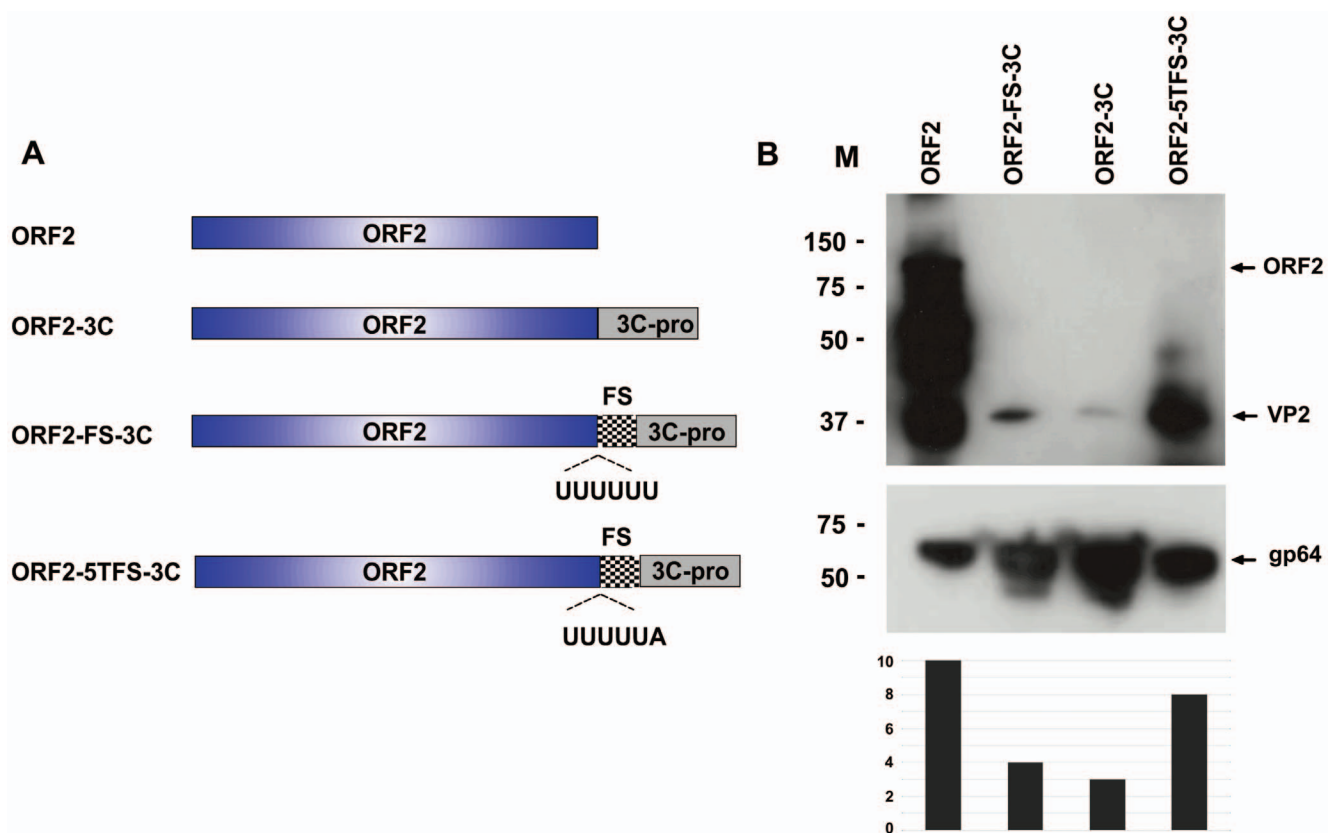 A
ORF2
ORF2
ORF2-3C
ORF2
3C-pro
FS
ORF2-FS-3C
ORF2
3C-pro
UUUUUU
FS
ORF2-5TFS-3C
ORF2
3C-pro
UUUUUA
B
M
ORF2
ORF2-FS-3C
ORF2-3C
ORF2-5TFS-3C
150 -
ORF2
75 -
50 -
37 -
VP2
75 -
gp64
50 -
10
8
6
4
2
0